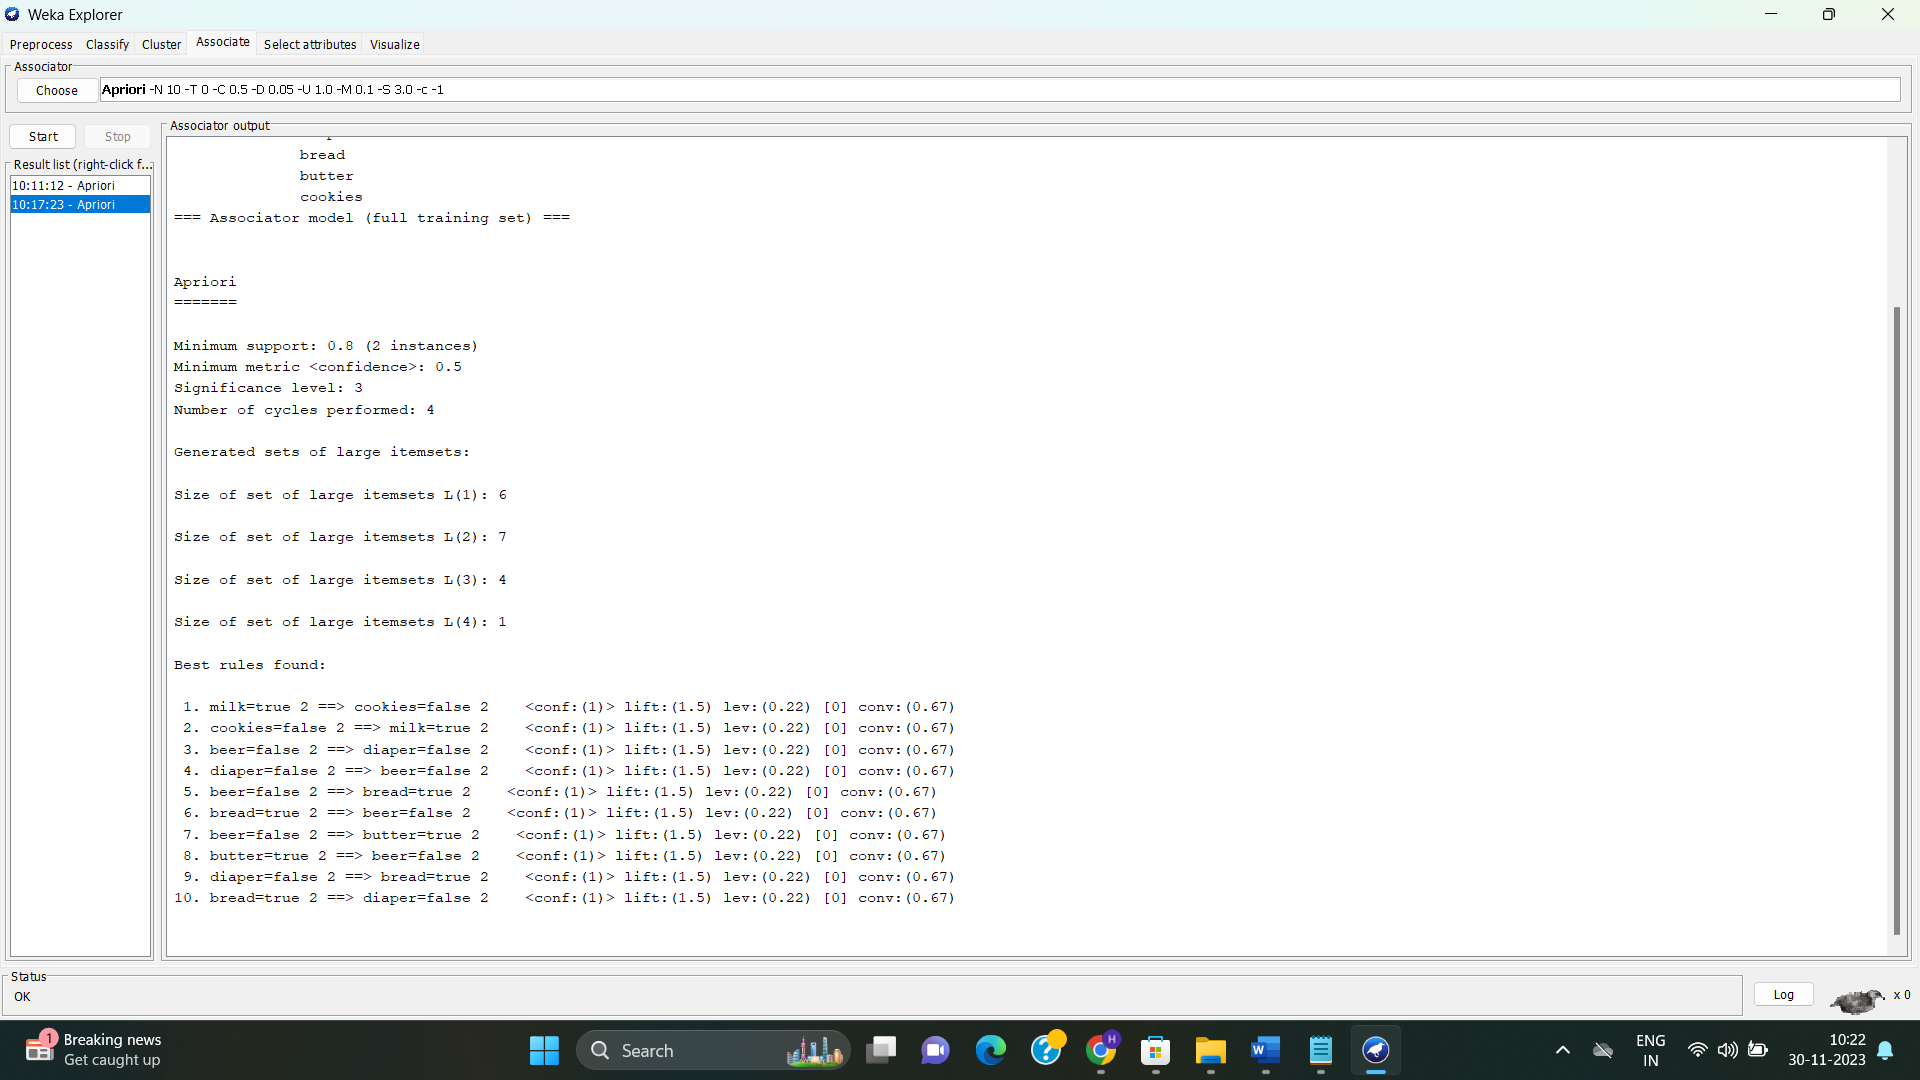 Weka Explorer
Preprocess Classify Cluster Associate Select attributes Visualize
Associator
Choose Apriori -N 10 -T 0 -C 0.5 -D 0.05 -U 1.0 -M 0.1 -S 3.0 -c -1
Start Stop
Result list (right-click f...
10:11:12 - Apriori
10:17:23 - Apriori
Associator output
bread
butter
cookies
=== Associator model (full training set) ===
Apriori
=======
Minimum support: 0.8 (2 instances)
Minimum metric <confidence>: 0.5
Significance level: 3
Number of cycles performed: 4
Generated sets of large itemsets:
Size of set of large itemsets L(1): 6
Size of set of large itemsets L(2): 7
Size of set of large itemsets L(3): 4
Size of set of large itemsets L(4): 1
Best rules found:
1. milk=true 2 ==> cookies=false 2 <conf:(1)> lift:(1.5) lev:(0.22) [0] conv:(0.67)
2. cookies=false 2 ==> milk=true 2 <conf:(1)> lift:(1.5) lev:(0.22) [0] conv:(0.67)
3. beer=false 2 ==> diaper=false 2 <conf:(1)> lift:(1.5) lev:(0.22) [0] conv:(0.67)
4. diaper=false 2 ==> beer=false 2 <conf:(1)> lift:(1.5) lev:(0.22) [0] conv:(0.67)
5. beer=false 2 ==> bread=true 2 <conf:(1)> lift:(1.5) lev:(0.22) [0] conv:(0.67)
6. bread=true 2 ==> beer=false 2 <conf:(1)> lift:(1.5) lev:(0.22) [0] conv:(0.67)
7. beer=false 2 ==> butter=true 2 <conf:(1)> lift:(1.5) lev:(0.22) [0] conv:(0.67)
8. butter=true 2 ==> beer=false 2 <conf:(1)> lift:(1.5) lev:(0.22) [0] conv:(0.67)
9. diaper=false 2 ==> bread=true 2 <conf:(1)> lift:(1.5) lev:(0.22) [0] conv:(0.67)
10. bread=true 2 ==> diaper=false 2 <conf:(1)> lift:(1.5) lev:(0.22) [0] conv:(0.67)
Status
OK
Log
x 0
1
Breaking news
Get caught up
Search
H
W
ENG
IN
10:22
30-11-2023